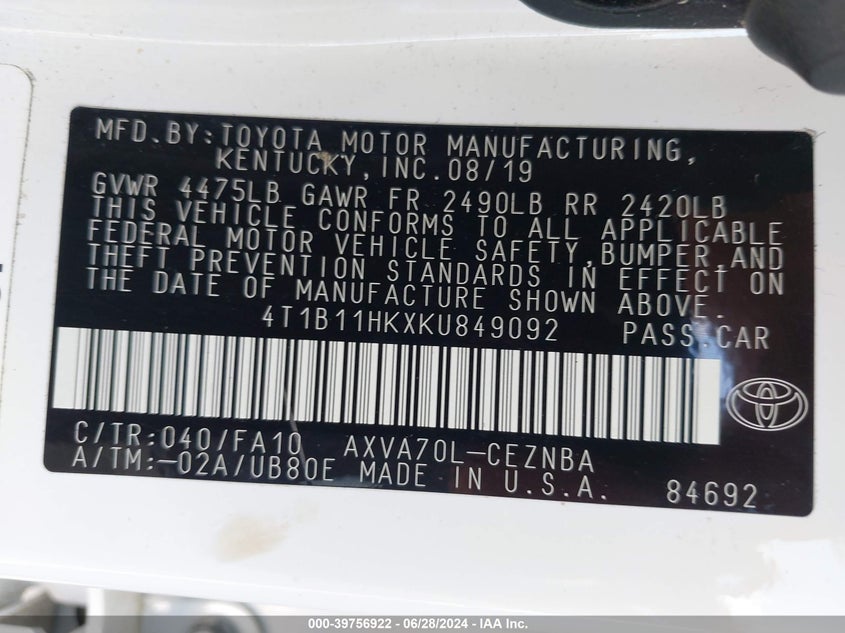 MFD.BY:TOYOTA MOTOR MANUFACTURING,
KENTUCKY,INC.08/19
GVWR 4475LB GAWR FR 2490LB RR 2420LB
THIS VEHICLE CONFORMS TO ALL APPLICABLE
FEDERAL MOTOR VEHICLE SAFETY,BUMPER,AND
THEFT PREVENTION STANDARDS IN EFFECT ON
THE DATE OF MANUFACTURE SHOWN ABOVE.
4T1B11HKXKU849092 PASS.CAR
C/TR:040/FA10 AXVA70L-CEZNBA
A/TM:-02A/UB80E MADE IN U.S.A. 84692
000-39756922 | 06/28/2024 | IAA Inc.